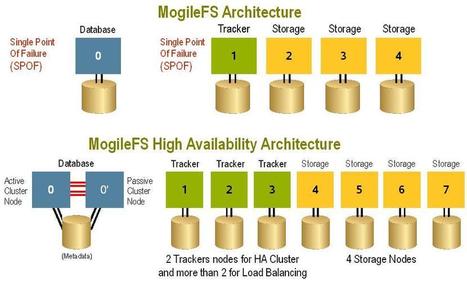 MogileFS Architecture
Single Point
Of Failure
(SPOF)
Database
0
Single Point
Of Failure
(SPOF)
Tracker
1
Storage
2
Storage
3
Storage
4
MogileFS High Availability Architecture
Active
Cluster
Node
Database
0
0'
Passive
Cluster
Node
(Metadata)
Tracker
1
Tracker
2
Tracker
3
Storage
4
Storage
5
Storage
6
Storage
7
2 Trackers nodes for HA Cluster
and more than 2 for Load Balancing
4 Storage Nodes